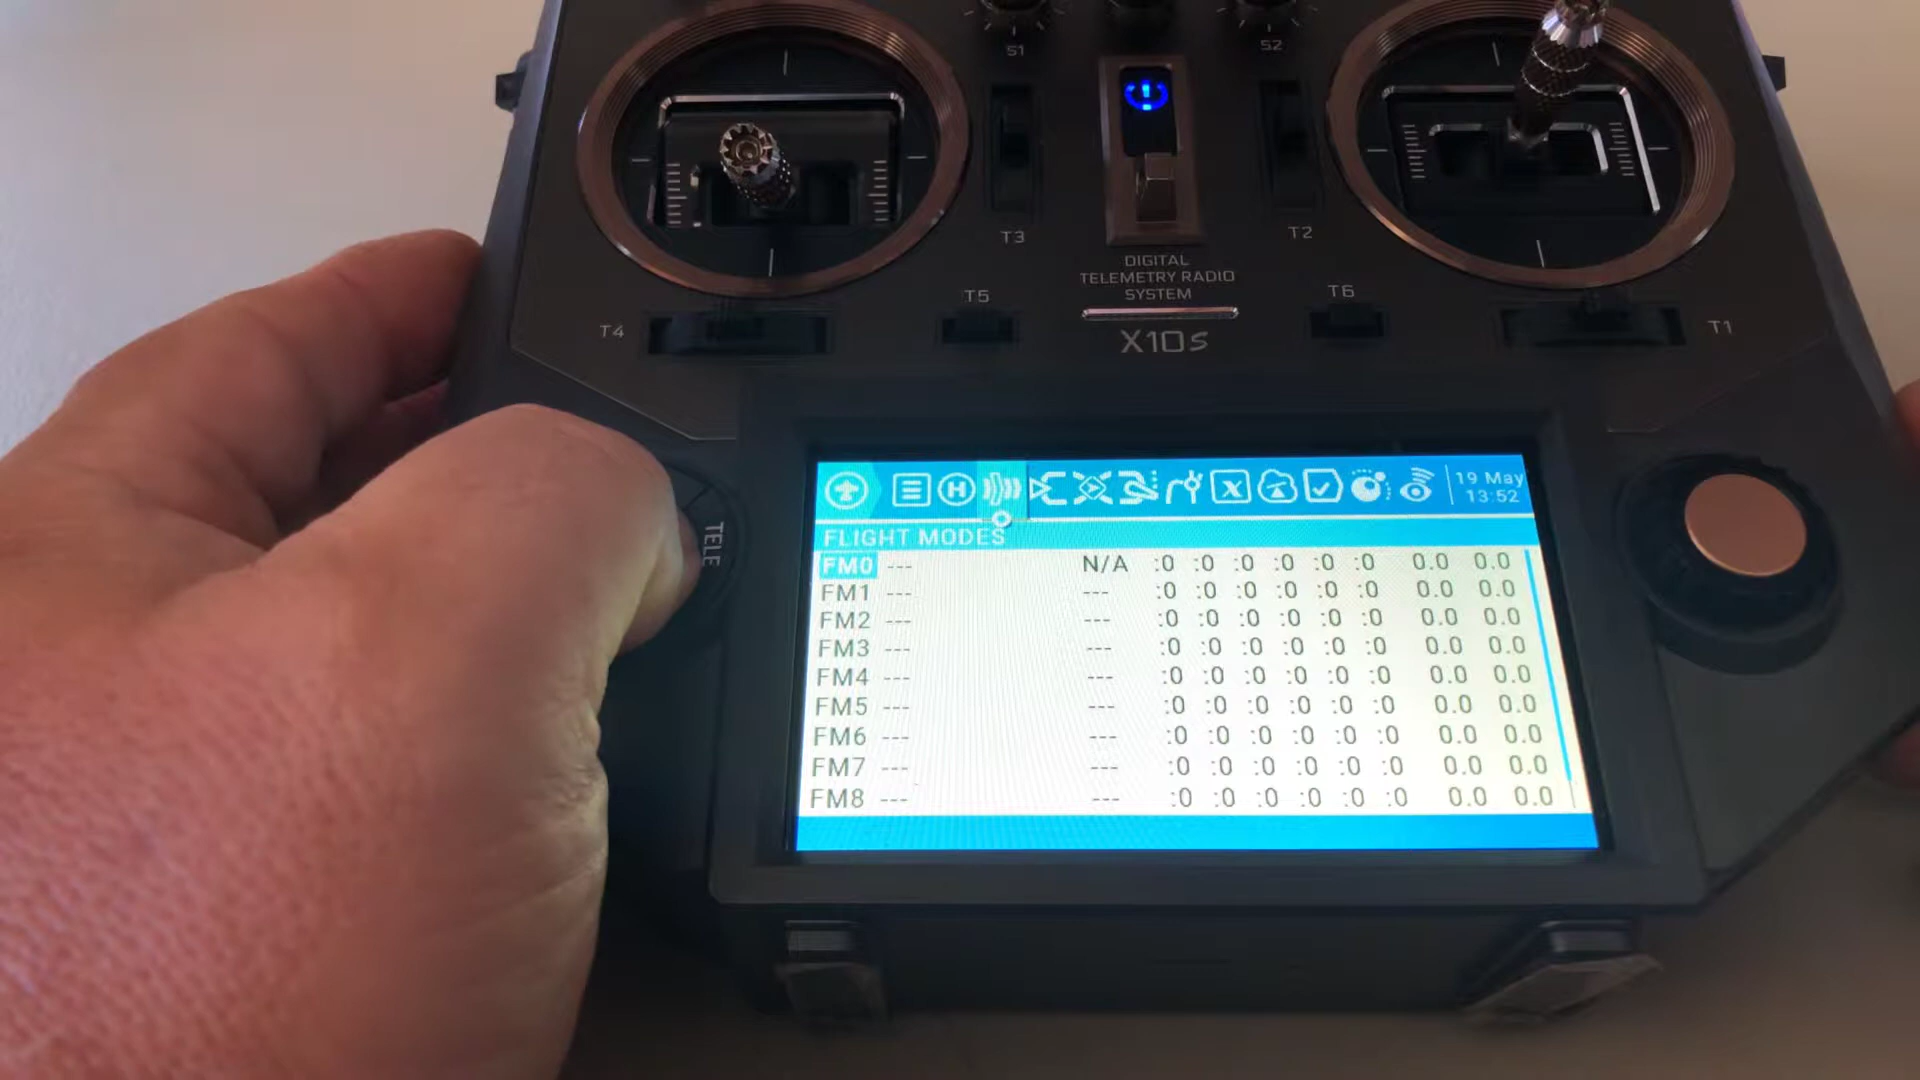 S1
S2
T3
T2
DIGITAL
TELEMETRY RADIO
SYSTEM
T5
T6
T4
T1
X10S
TELE
19 May
13:52
FLIGHT MODES
FM0 --- N/A :0 :0 :0 :0 :0 :0 0.0 0.0
FM1 --- --- :0 :0 :0 :0 :0 :0 0.0 0.0
FM2 --- --- :0 :0 :0 :0 :0 :0 0.0 0.0
FM3 --- --- :0 :0 :0 :0 :0 :0 0.0 0.0
FM4 --- --- :0 :0 :0 :0 :0 :0 0.0 0.0
FM5 --- --- :0 :0 :0 :0 :0 :0 0.0 0.0
FM6 --- --- :0 :0 :0 :0 :0 :0 0.0 0.0
FM7 --- --- :0 :0 :0 :0 :0 :0 0.0 0.0
FM8 --- --- :0 :0 :0 :0 :0 :0 0.0 0.0